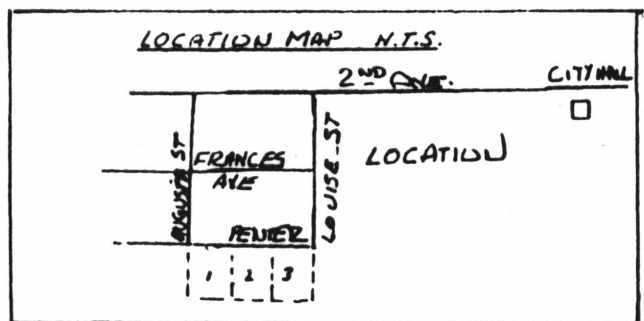 LOCATION MAP N.T.S.
2ND AVE.
CITY HALL
AUGUSTA ST
FRANCES
AVE
LOUISE ST
LOCATION
PENTER
1 2 3